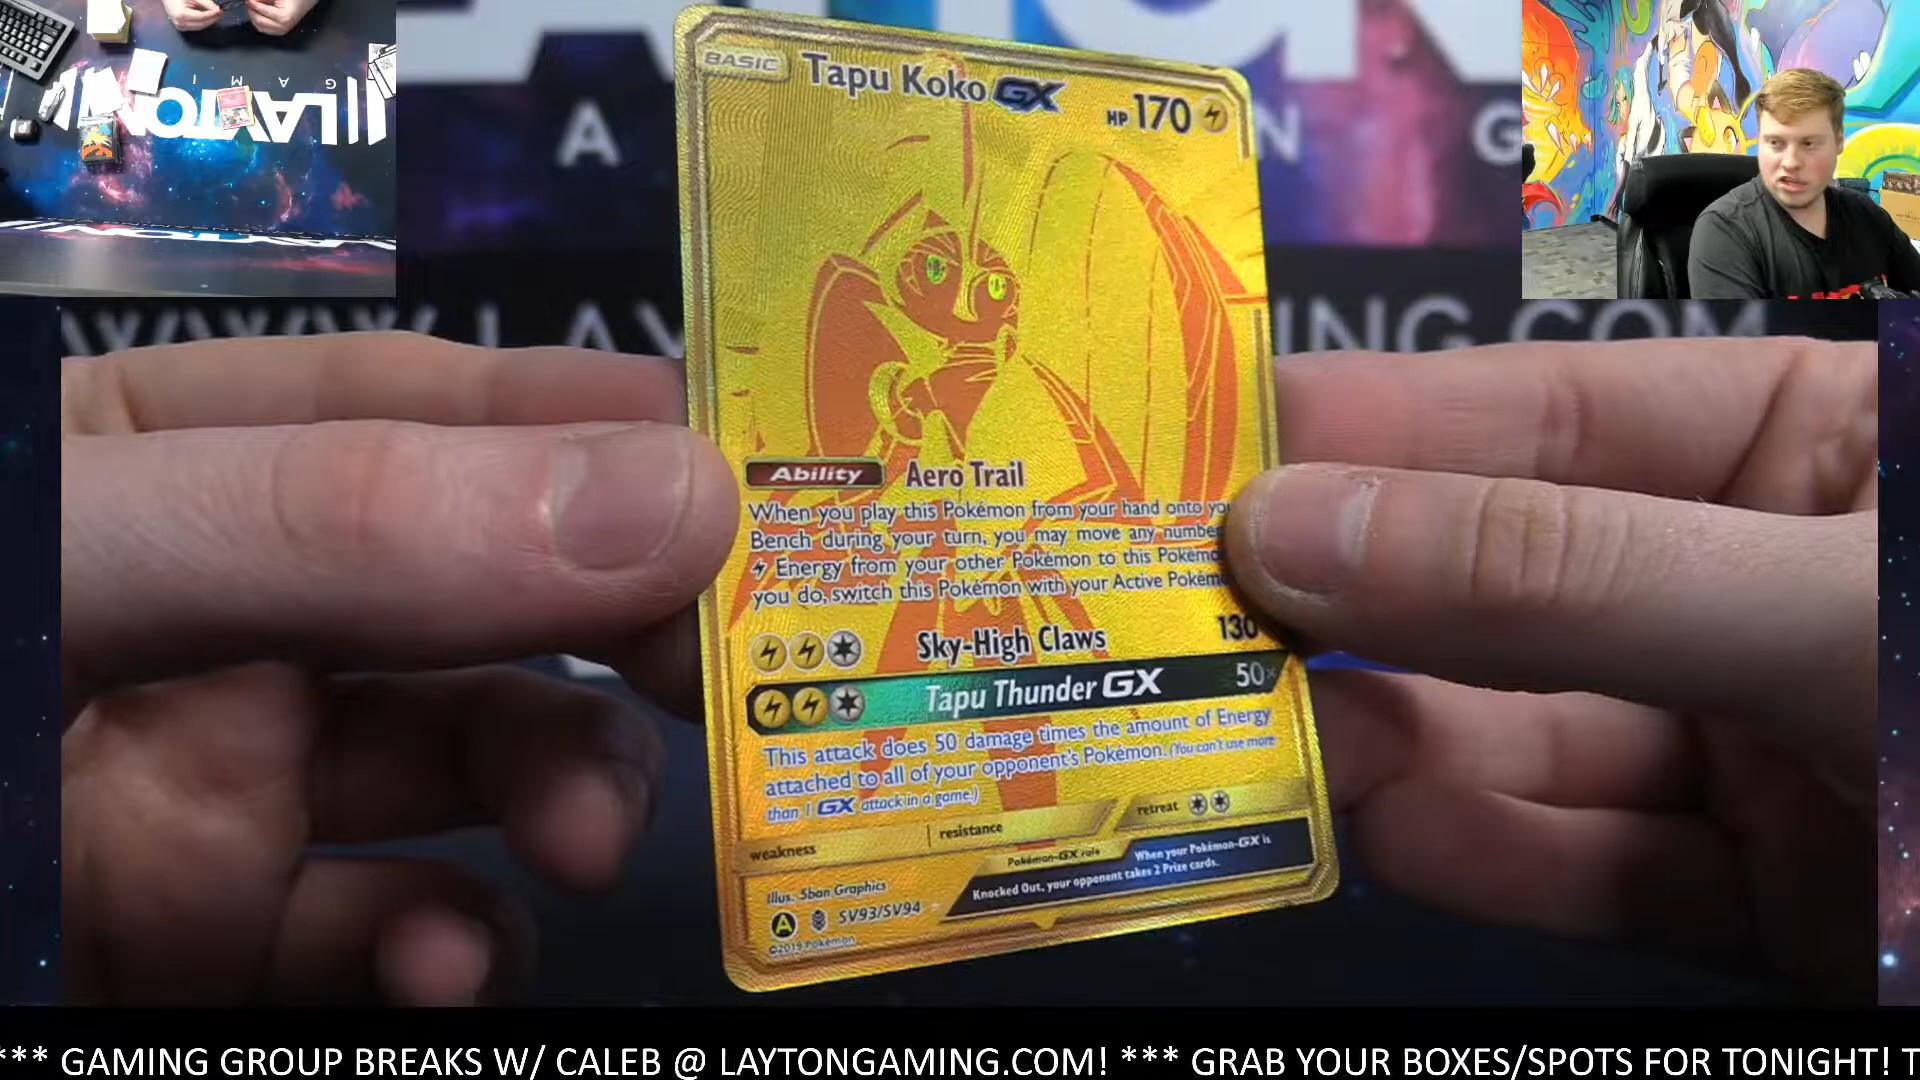 BASIC Tapu Koko GX HP 170
Ability Aero Trail
When you play this Pokémon from your hand onto
Bench during your turn, you may move any number
Energy from your other Pokémon to this
you do, switch this Pokémon with your Active
Sky-High Claws 130
Tapu Thunder GX 50×
This attack does 50 damage times the amount of Energy
attached to all of your opponent's Pokémon. (You can't use more
than 1 GX attack in a game.)
weakness resistance retreat
Pokémon-GX rule When your Pokémon-GX is
Knocked Out, your opponent takes 2 Prize cards.
Illus. 5ban Graphics
A SV93/SV94
©2019 Pokémon
LAYTON
GAMING
*** GAMING GROUP BREAKS W/ CALEB @ LAYTONGAMING.COM! *** GRAB YOUR BOXES/SPOTS FOR TONIGHT! T